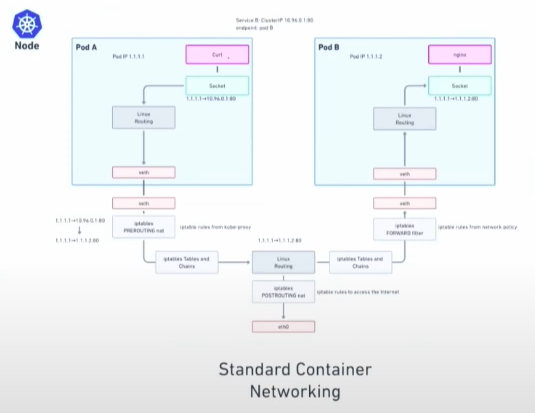 Service B: ClusterIP 10.96.0.1:80
endpoint: pod B
Node
Pod A
Pod IP 1.1.1.1
Curl
Socket
1.1.1.1→10.96.0.1:80
Linux
Routing
veth
veth
1.1.1.1→10.96.0.1:80
1.1.1.1→1.1.1.2:80
iptables
PREROUTING nat
iptable rules from kube-proxy
iptables Tables and
Chains
Pod B
Pod IP 1.1.1.2
nginx
Socket
1.1.1.1→1.1.1.2:80
Linux
Routing
veth
veth
iptables
FORWARD filter
iptable rules from network policy
1.1.1.1→1.1.1.2:80
Linux
Routing
iptables Tables and
Chains
iptables
POSTROUTING nat
iptable rules to access the Internet
eth0
Standard Container
Networking